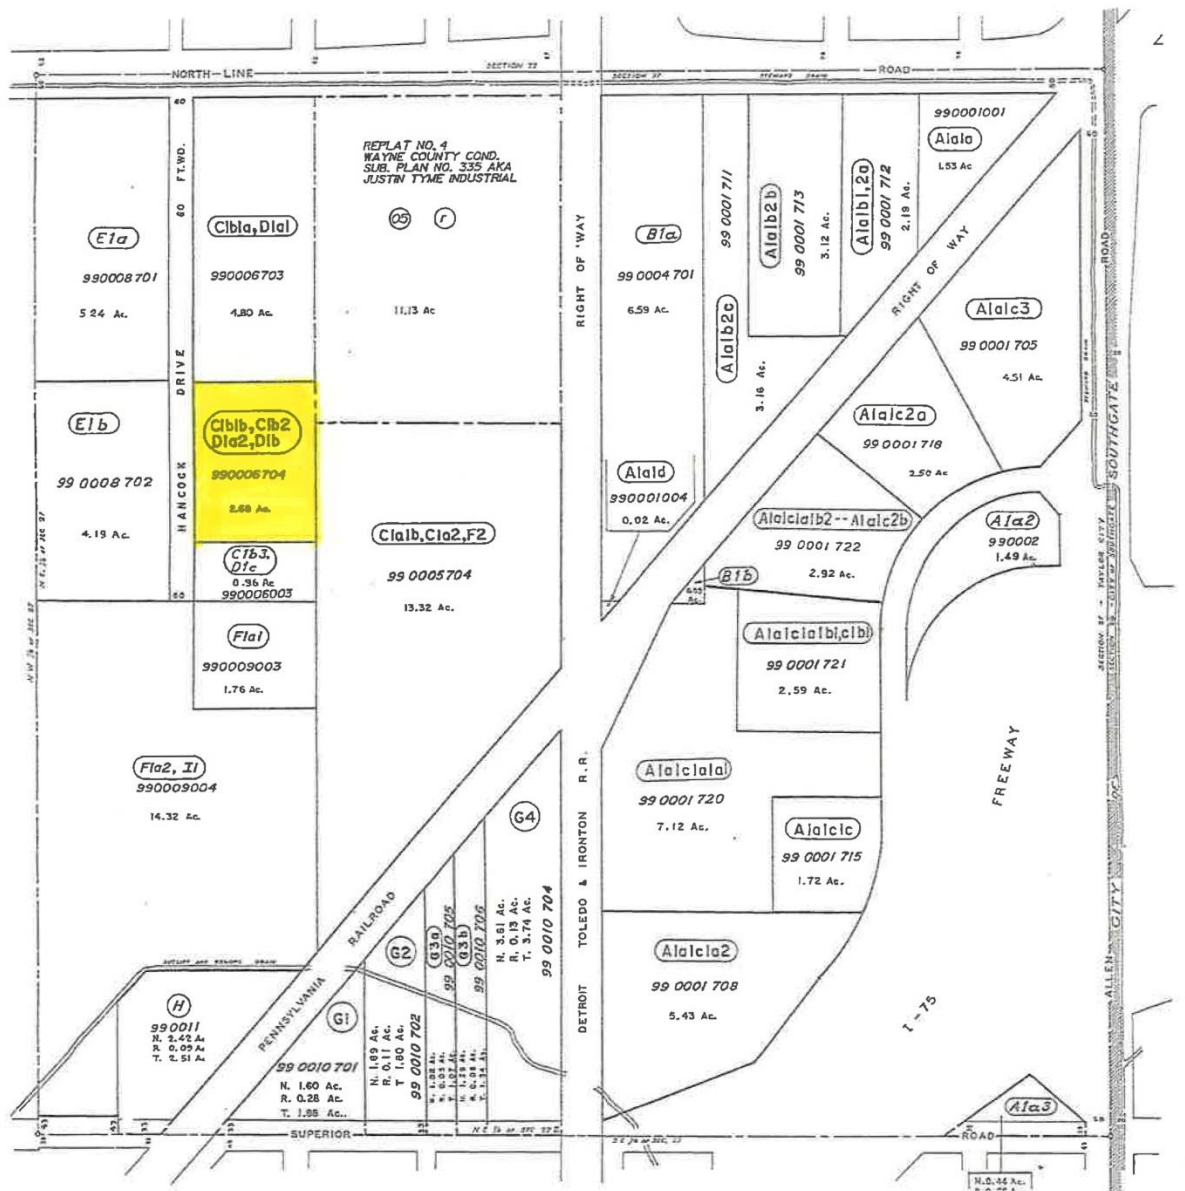 SECTION 22
NORTH-LINE
SECTION 27
STEWARD DRAIN
ROAD
REPLAT NO. 4
WAYNE COUNTY COND.
SUB. PLAN NO. 335 AKA
JUSTIN TYME INDUSTRIAL
05 r
11.13 Ac
60 FT. WD.
HANCOCK DRIVE
E1a
990008701
5.24 Ac.
C1b1a, D1a1
990006703
4.80 Ac.
E1b
99 0008 702
4.19 Ac.
C1b1b, C1b2
D1a2, D1b
990006704
2.68 Ac.
C1b3,
D1c
0.96 Ac
990006003
F1a1
990009003
1.76 Ac.
C1a1b, C1a2, F2
99 0005704
13.32 Ac.
F1a2, I1
990009004
14.32 Ac.
RIGHT OF WAY
B1a
99 0004 701
6.59 Ac.
99 0001 711
A1a1b2c
3.16 Ac.
A1a1b2b
99 0001 713
3.12 Ac.
A1a1b1,2a
99 0001 712
2.19 Ac.
990001001
A1a1a
1.53 Ac
RIGHT OF WAY
A1a1c3
99 0001 705
4.51 Ac.
A1a1c2a
99 0001 718
2.50 Ac.
A1a1d
990001004
0.02 Ac.
A1a1c1a1b2--A1a1c2b
99 0001 722
2.92 Ac.
A1a2
990002
1.49 Ac.
B1b
A1a1c1a1b1,c1b1
99 0001 721
2.59 Ac.
A1a1c1a1a1
99 0001 720
7.12 Ac.
A1a1c1c
99 0001 715
1.72 Ac.
A1a1c1a2
99 0001 708
5.43 Ac.
FREEWAY
I-75
DETROIT TOLEDO & IRONTON R.R.
PENNSYLVANIA RAILROAD
G4
N. 3.61 Ac.
R. 0.13 Ac.
T. 3.74 Ac.
99 0010 704
G3a
99 0010 705
G3b
99 0010 706
G2
N. 1.69 Ac.
R. 0.11 Ac.
T 1.80 Ac.
99 0010 702
G1
99 0010 701
N. 1.60 Ac.
R. 0.28 Ac.
T. 1.88 Ac.
H
99 0011
N. 2.42 Ac
R. 0.09 Ac
T. 2.51 Ac
SUPERIOR
ROAD
A1a3
N.0.44 Ac.
ALLEN ROAD
CITY OF SOUTHGATE
SECTION 27 - TAYLOR CITY